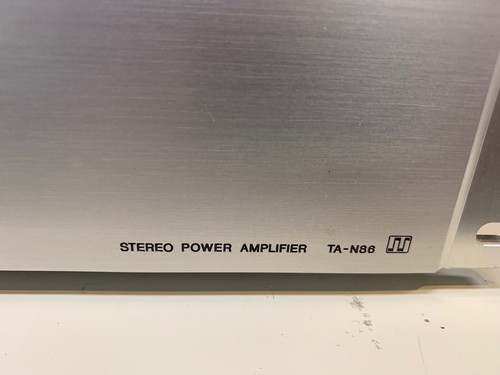 STEREO POWER AMPLIFIER TA-N86